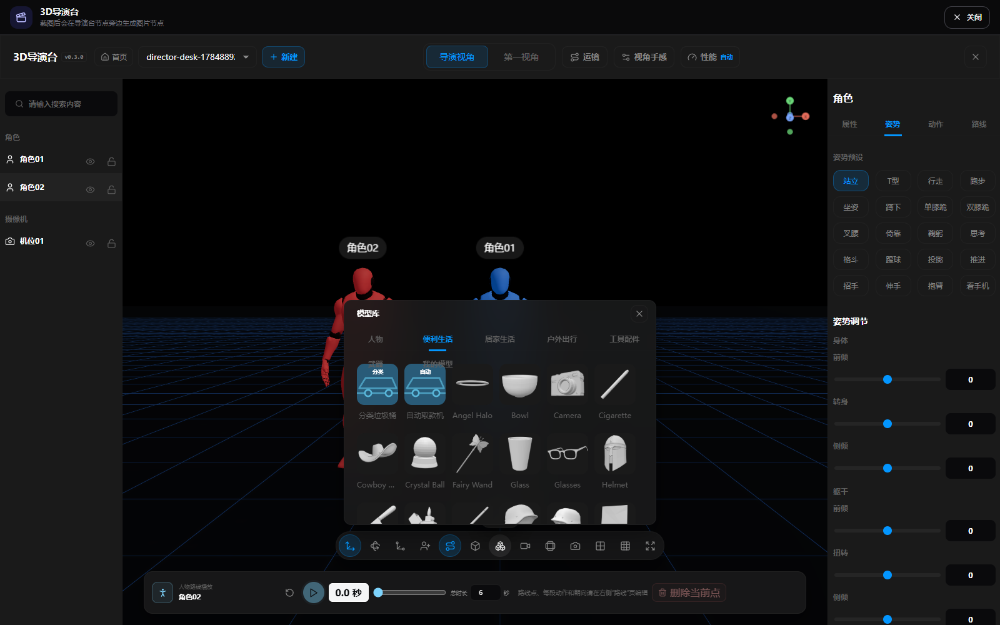 3D导演台
截图后会在导演台节点旁边生成图片节点
关闭
3D导演台 v0.3.0
首页
director-desk-1784889
新建
导演视角
第一视角
运镜
视角手感
性能 自动
请输入搜索内容
角色
角色01
角色02
摄像机
机位01
角色02
角色01
模型库
人物
便利生活
居家生活
户外出行
工具配件
武器
我的模型
分类
自动
分类垃圾桶
自动取款机
Angel Halo
Bowl
Camera
Cigarette
Cowboy ...
Crystal Ball
Fairy Wand
Glass
Glasses
Helmet
人物路线播放
角色02
0.0 秒
总时长
6
秒
路线点、每段动作和朝向请在右侧“路线”页编辑
删除当前点
角色
属性
姿势
动作
路线
姿势预设
站立
T型
行走
跑步
坐姿
蹲下
单膝跪
双膝跪
叉腰
倚靠
鞠躬
思考
格斗
踢球
投掷
推进
招手
伸手
抱臂
看手机
姿势调节
身体
前倾
0
转身
0
侧倾
0
躯干
前倾
0
扭转
0
侧倾
0